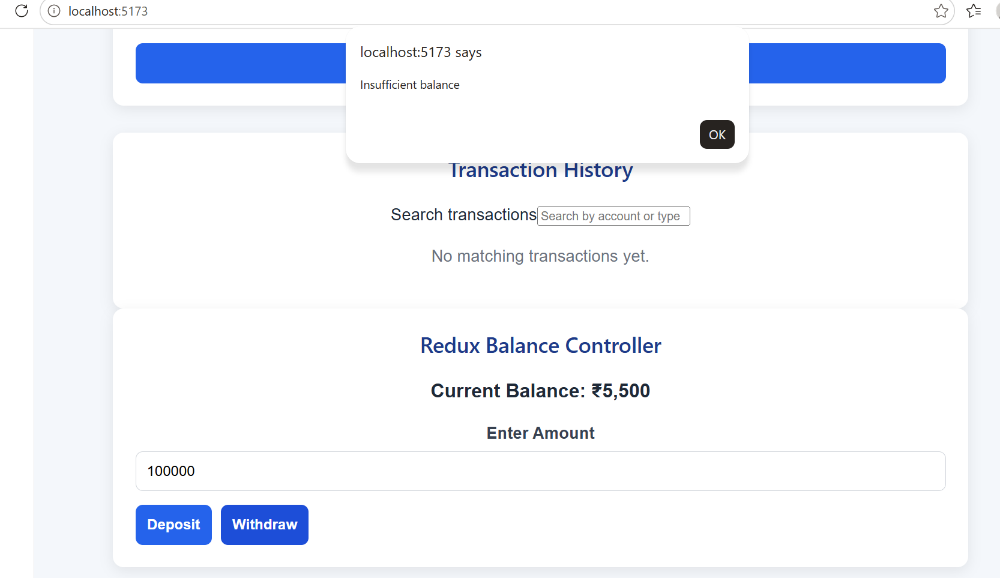 localhost:5173
localhost:5173 says
Insufficient balance
OK
Transaction History
Search transactions Search by account or type
No matching transactions yet.
Redux Balance Controller
Current Balance: ₹5,500
Enter Amount
100000
Deposit Withdraw